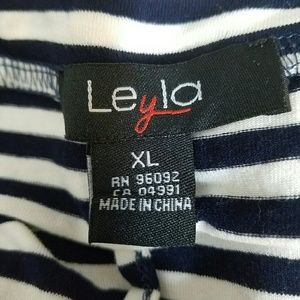 Leyla
XL
RN 96092
CA 04991
MADE IN CHINA